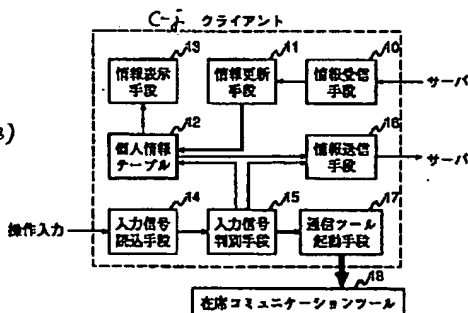 C-j クライアント
13
11
10
情報表示
手段
情報更新
手段
情報受信
手段
サーバ
12
16
個人情報
テーブル
情報送信
手段
サーバ
14
15
17
操作入力
入力信号
読込手段
入力信号
判別手段
通信ツール
起動手段
18
在席コミュニケーションツール